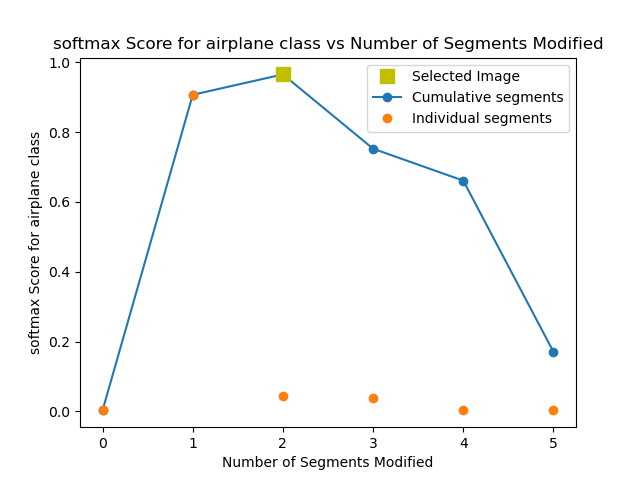 softmax Score for airplane class vs Number of Segments Modified
1.0
0.8
0.6
0.4
0.2
0.0
softmax Score for airplane class
Selected Image
Cumulative segments
Individual segments
0 1 2 3 4 5
Number of Segments Modified